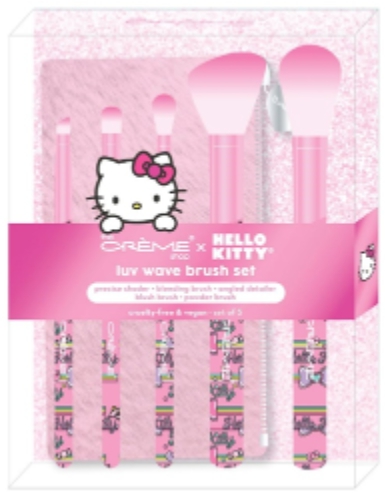 THE
CRÈME
SHOP
x
HELLO
KITTY®
luv wave brush set
precise shader • blending brush • angled detailer
blush brush • powder brush
cruelty-free & vegan • set of 5